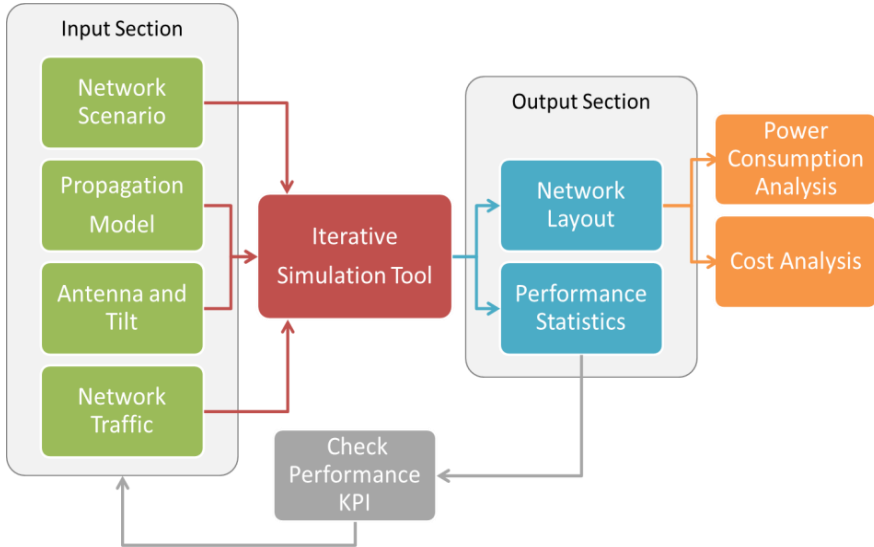 Input Section
Network
Scenario
Propagation
Model
Antenna and
Tilt
Network
Traffic
Iterative
Simulation Tool
Output Section
Network
Layout
Performance
Statistics
Power
Consumption
Analysis
Cost Analysis
Check
Performance
KPI